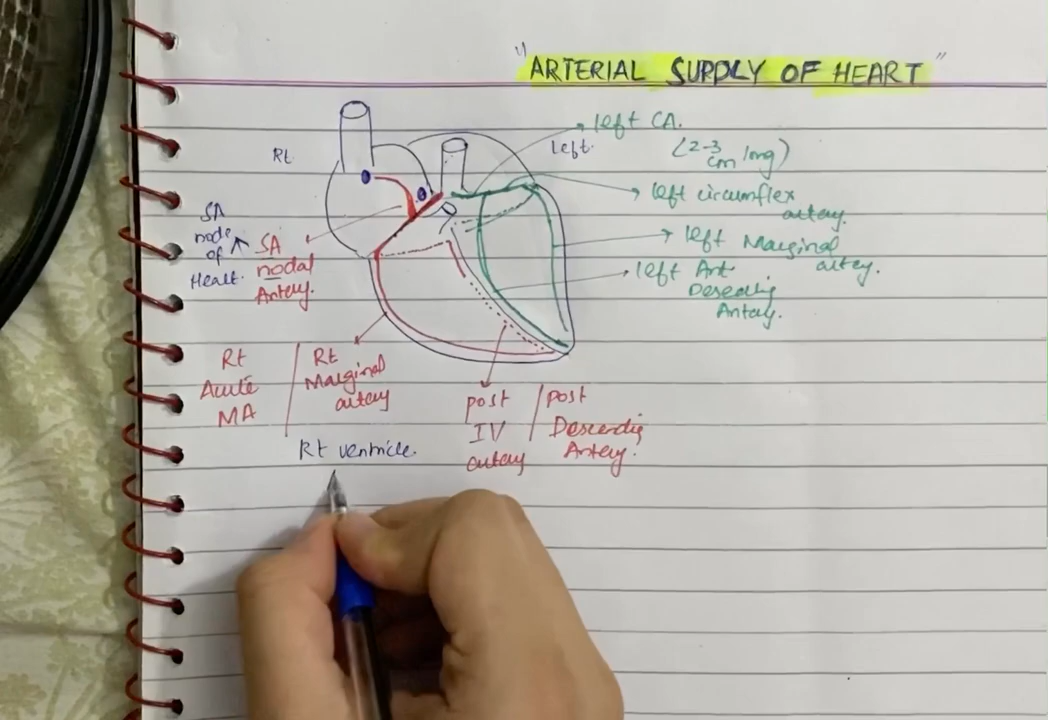 " ARTERIAL SUPPLY OF HEART "
Rt
left.
left CA.
(2-3
cm long)
left circumflex
artery.
left Marginal
artery.
left Ant
Descending
Artery.
SA
node
of
Heart.
SA
nodal
Artery.
Rt
Acute
MA
Rt
Marginal
artery
post
IV
artery
post
Descending
Artery.
Rt ventricle.